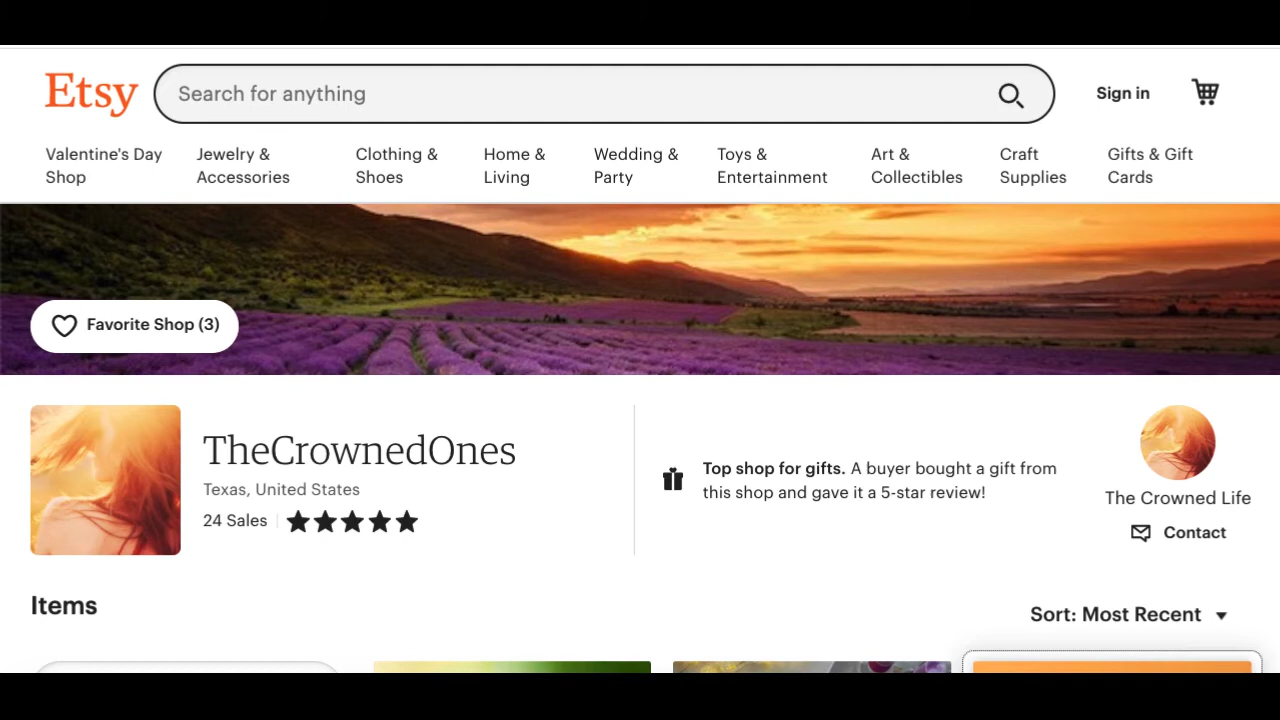 Etsy
Search for anything
Sign in
Valentine's Day
Shop
Jewelry &
Accessories
Clothing &
Shoes
Home &
Living
Wedding &
Party
Toys &
Entertainment
Art &
Collectibles
Craft
Supplies
Gifts & Gift
Cards
Favorite Shop (3)
TheCrownedOnes
Texas, United States
24 Sales
Top shop for gifts. A buyer bought a gift from
this shop and gave it a 5-star review!
The Crowned Life
Contact
Items
Sort: Most Recent